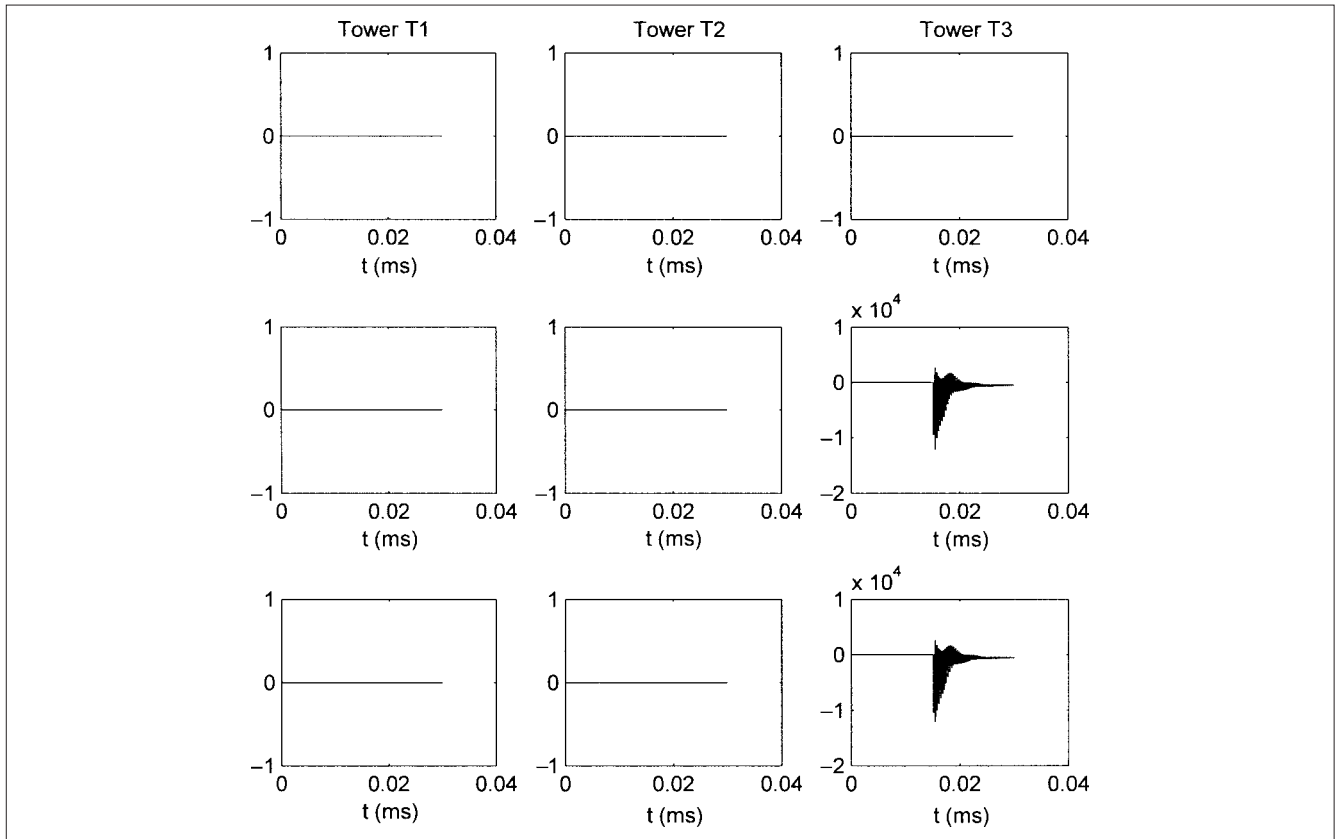 Tower T1 Tower T2 Tower T3
1 1 1
0 0 0
–1 –1 –1
0 0.02 0.04 0 0.02 0.04 0 0.02 0.04
t (ms) t (ms) t (ms)
x 10^4
1 1 1
0 0 0
–1
–1 –1 –2
0 0.02 0.04 0 0.02 0.04 0 0.02 0.04
t (ms) t (ms) t (ms)
x 10^4
1 1 1
0 0 0
–1
–1 –1 –2
0 0.02 0.04 0 0.02 0.04 0 0.02 0.04
t (ms) t (ms) t (ms)